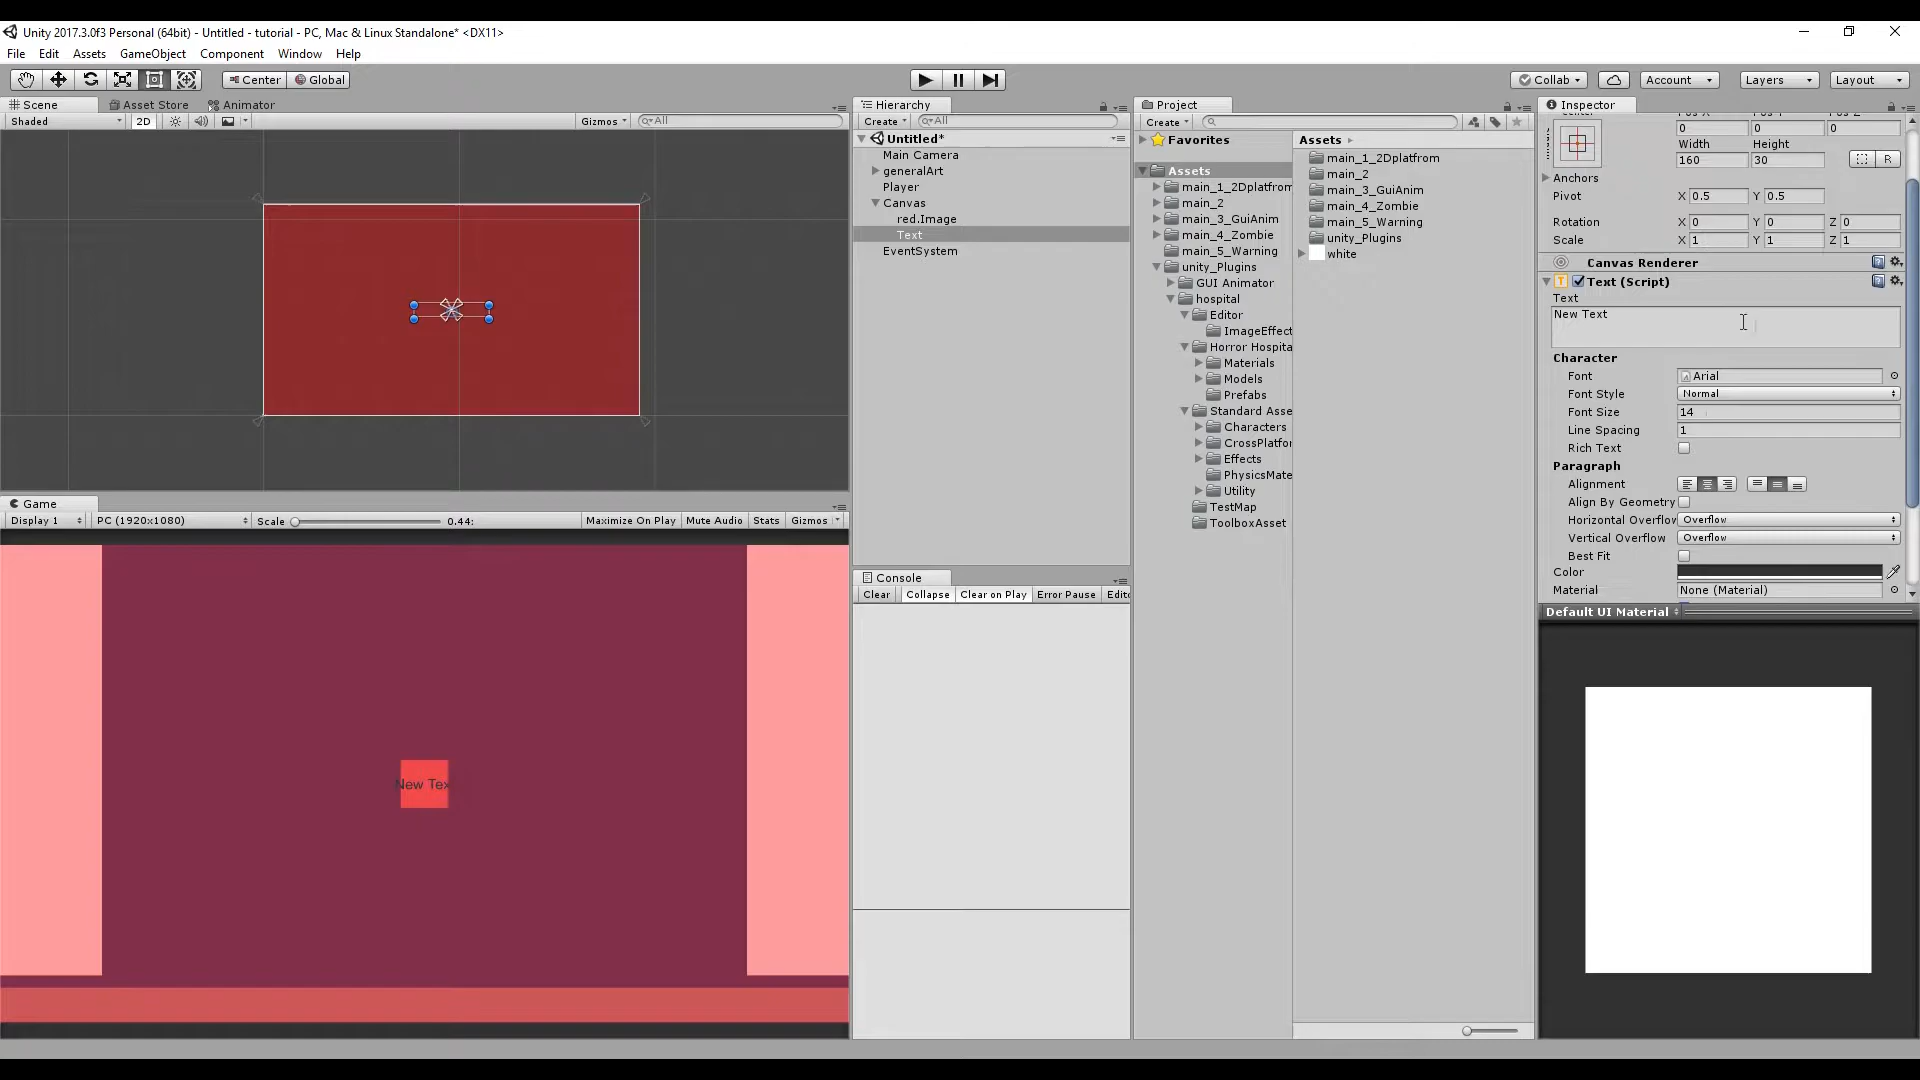 Unity 2017.3.0f3 Personal (64bit) - Untitled - tutorial - PC, Mac & Linux Standalone* <DX11>
File Edit Assets GameObject Component Window Help
Center Global
Collab Account Layers Layout
Scene Asset Store Animator
Shaded 2D Gizmos All
Game
Display 1 PC (1920x1080) Scale 0.44: Maximize On Play Mute Audio Stats Gizmos
New Tex
Hierarchy
Create All
Untitled*
Main Camera
generalArt
Player
Canvas
red.Image
Text
EventSystem
Console
Clear Collapse Clear on Play Error Pause Edito
Project
Create
Favorites
Assets
main_1_2Dplatfrom
main_2
main_3_GuiAnim
main_4_Zombie
main_5_Warning
unity_Plugins
GUI Animator
hospital
Editor
ImageEffect
Horror Hospita
Materials
Models
Prefabs
Standard Asse
Characters
CrossPlatfor
Effects
PhysicsMate
Utility
TestMap
ToolboxAsset
Assets
main_1_2Dplatfrom
main_2
main_3_GuiAnim
main_4_Zombie
main_5_Warning
unity_Plugins
white
Inspector
0 0 0
Width Height
160 30 R
Anchors
Pivot X 0.5 Y 0.5
Rotation X 0 Y 0 Z 0
Scale X 1 Y 1 Z 1
Canvas Renderer
Text (Script)
Text
New Text
Character
Font Arial
Font Style Normal
Font Size 14
Line Spacing 1
Rich Text
Paragraph
Alignment
Align By Geometry
Horizontal Overflow Overflow
Vertical Overflow Overflow
Best Fit
Color
Material None (Material)
Default UI Material